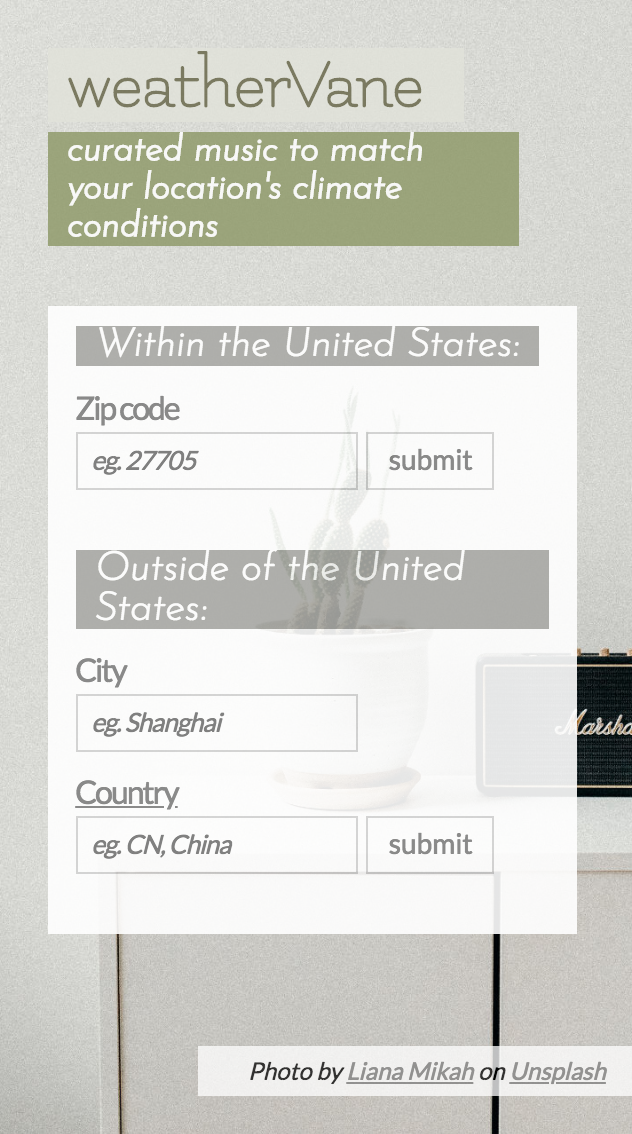 weatherVane
curated music to match
your location's climate
conditions
Within the United States:
Zip code
eg. 27705
submit
Outside of the United
States:
City
eg. Shanghai
Country
eg. CN, China
submit
Photo by Liana Mikah on Unsplash